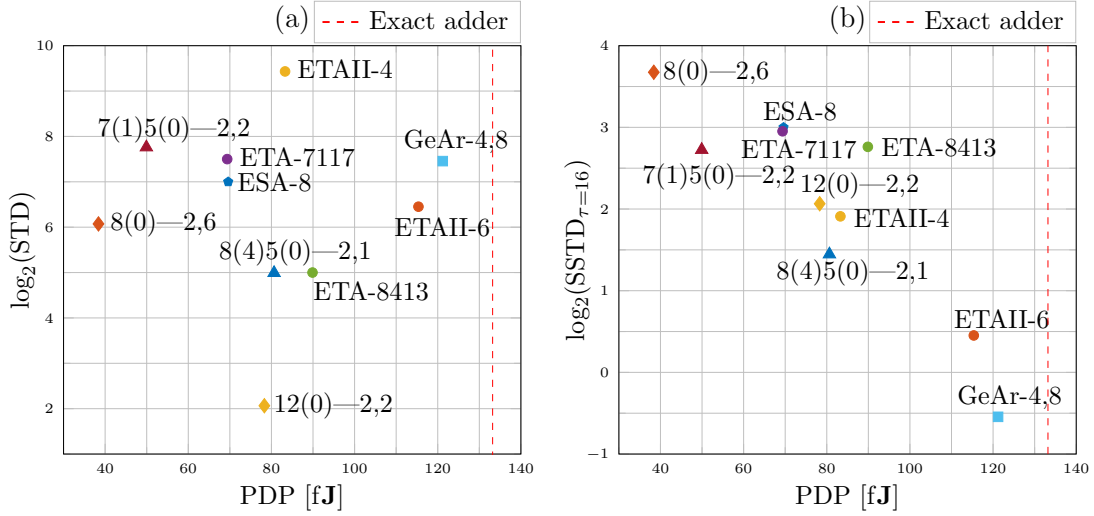 (a)
Exact adder
10
8
6
4
2
log2(STD)
ETAII-4
7(1)5(0)—2,2
GeAr-4,8
ETA-7117
ESA-8
8(0)—2,6
ETAII-6
8(4)5(0)—2,1
ETA-8413
12(0)—2,2
40 60 80 100 120 140
PDP [fJ]
(b)
Exact adder
4
3
2
1
0
−1
log2(SSTDτ=16)
8(0)—2,6
ESA-8
ETA-7117
ETA-8413
7(1)5(0)—2,2
12(0)—2,2
ETAII-4
8(4)5(0)—2,1
ETAII-6
GeAr-4,8
40 60 80 100 120 140
PDP [fJ]